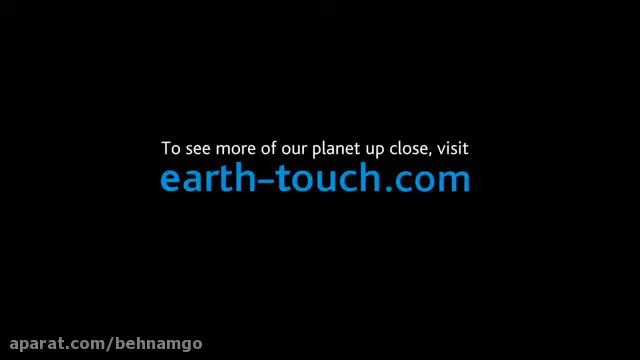 To see more of our planet up close, visit
earth-touch.com
aparat.com/behnamgo